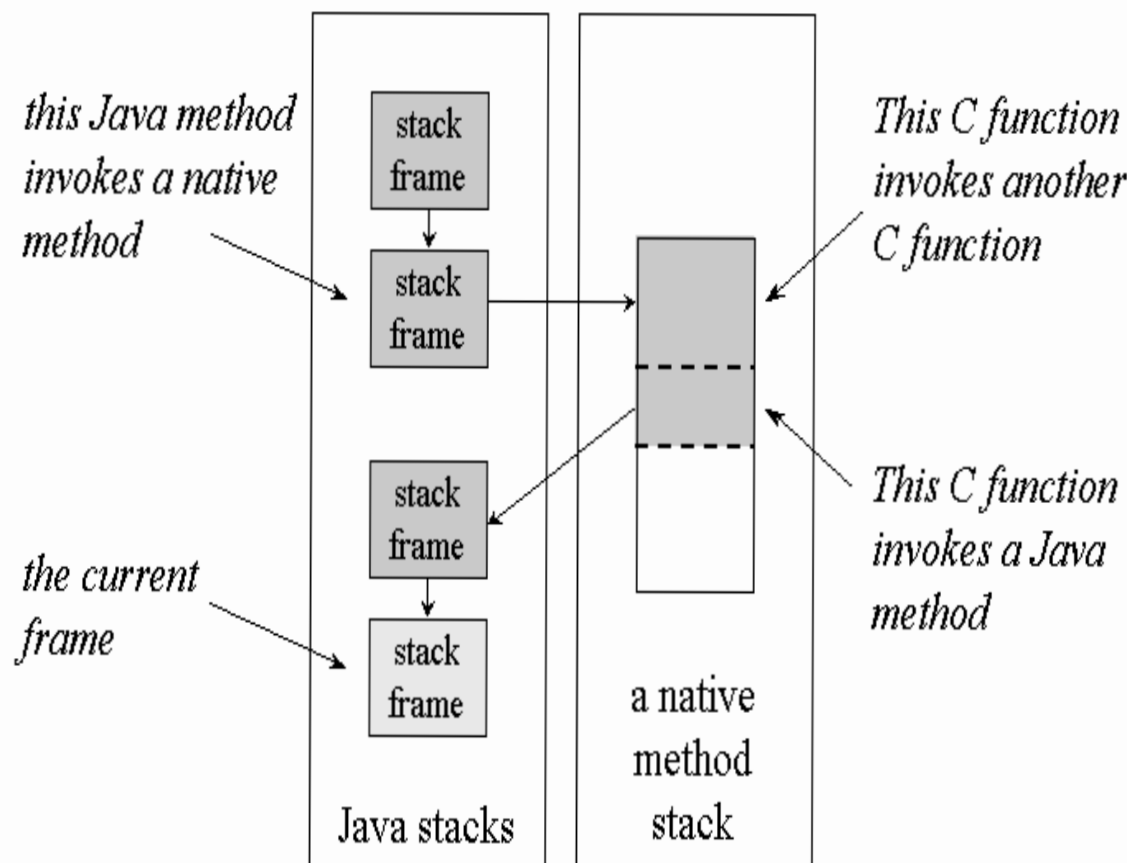 this Java method
invokes a native
method
stack
frame
stack
frame
stack
frame
stack
frame
the current
frame
Java stacks
This C function
invokes another
C function
This C function
invokes a Java
method
a native
method
stack